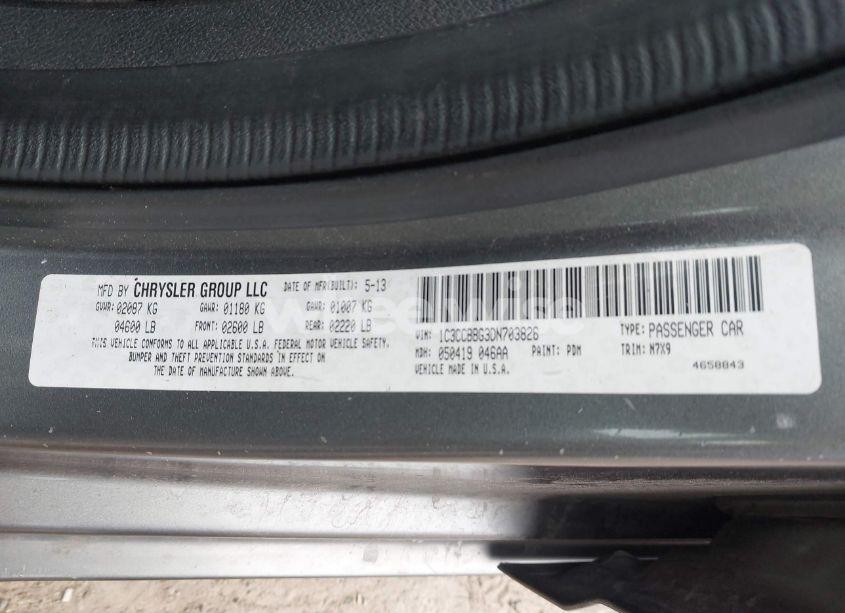 MFD BY CHRYSLER GROUP LLC DATE OF MFR(BUILT): 5-13
GVWR: 02087 KG GAWR: 01180 KG GAWR: 01007 KG
04600 LB FRONT: 02600 LB REAR: 02220 LB
THIS VEHICLE CONFORMS TO ALL APPLICABLE U.S.A. FEDERAL MOTOR VEHICLE SAFETY,
BUMPER AND THEFT PREVENTION STANDARDS IN EFFECT ON
THE DATE OF MANUFACTURE SHOWN ABOVE.
VIN: 1C3CCBBG3DN703826 TYPE: PASSENGER CAR
MDH: 050419 046AA PAINT: PDM TRIM: N7X9
VEHICLE MADE IN U.S.A. 4658843